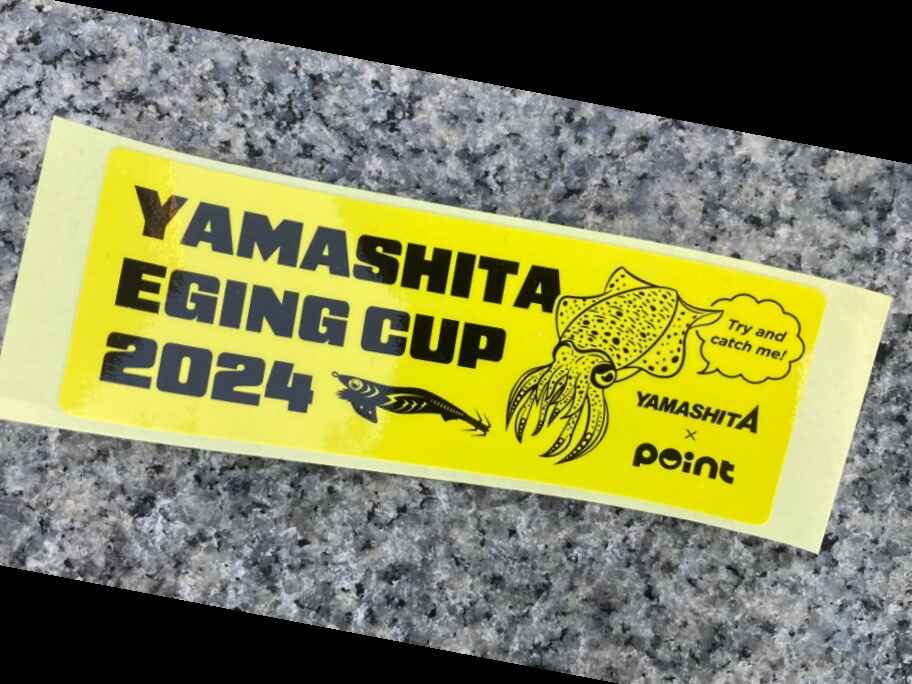 YAMASHITA
EGING CUP
2024
Try and
catch me!
YAMASHITA
×
point